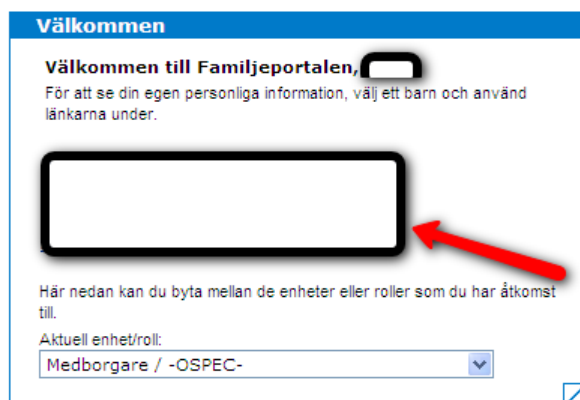 Välkommen
Välkommen till Familjeportalen,
För att se din egen personliga information, välj ett barn och använd
länkarna under.
Här nedan kan du byta mellan de enheter eller roller som du har åtkomst
till.
Aktuell enhet/roll:
Medborgare / -OSPEC-